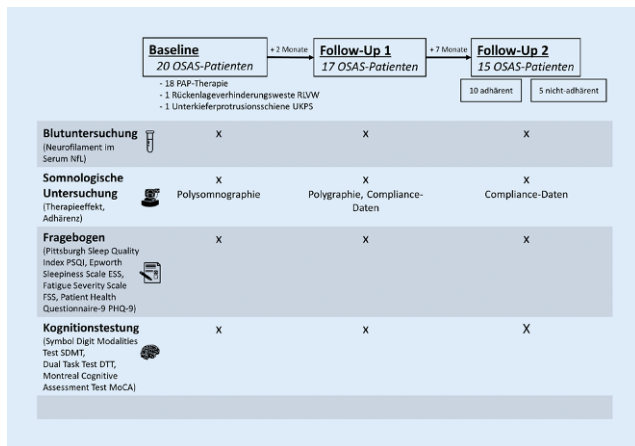 Baseline
20 OSAS-Patienten
+ 2 Monate
Follow-Up 1
17 OSAS-Patienten
+ 7 Monate
Follow-Up 2
15 OSAS-Patienten
- 18 PAP-Therapie
- 1 Rückenlageverhinderungsweste RLVW
- 1 Unterkieferprotrusionsschiene UKPS
10 adhärent
5 nicht-adhärent
Blutuntersuchung
(Neurofilament im
Serum NfL)
x x x
Somnologische
Untersuchung
(Therapieeffekt,
Adhärenz)
x x x
Polysomnographie
Polygraphie, Compliance-
Daten
Compliance-Daten
Fragebogen
(Pittsburgh Sleep Quality
Index PSQI, Epworth
Sleepiness Scale ESS,
Fatigue Severity Scale
FSS, Patient Health
Questionnaire-9 PHQ-9)
x x x
Kognitionstestung
(Symbol Digit Modalities
Test SDMT,
Dual Task Test DTT,
Montreal Cognitive
Assessment Test MoCA)
x x X